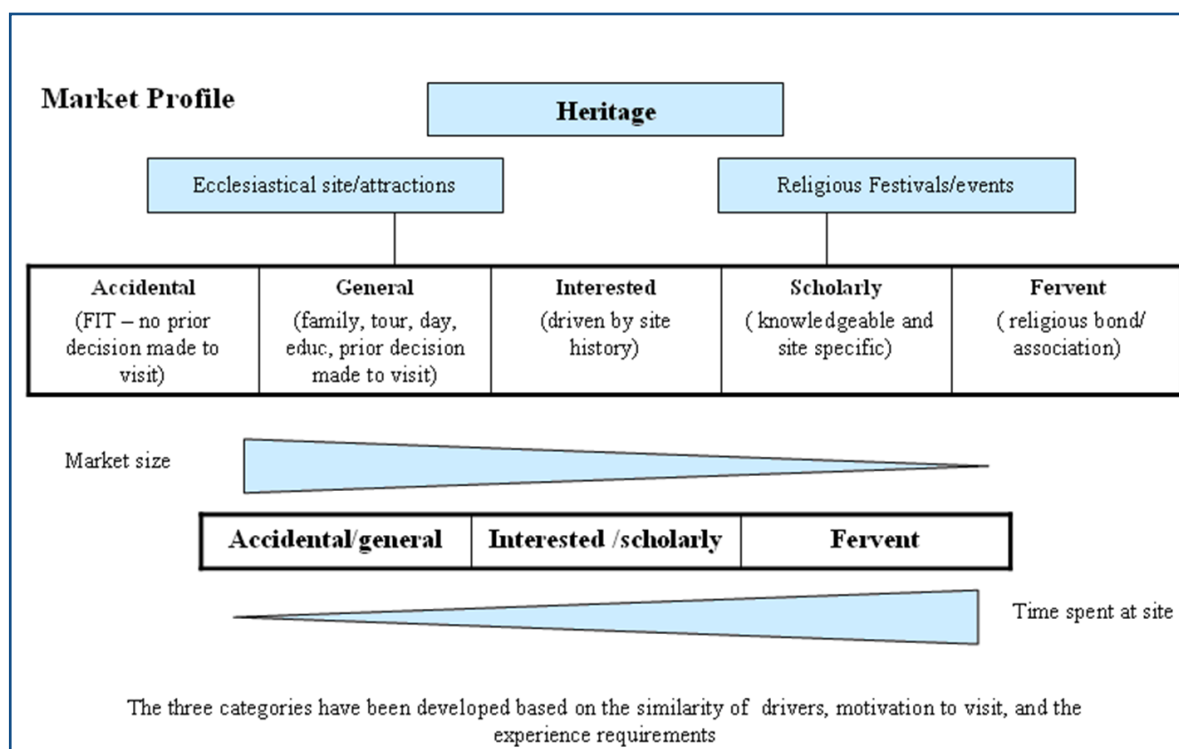 Market Profile
Heritage
Ecclesiastical site/attractions
Religious Festivals/events
Accidental
(FIT – no prior
decision made to
visit)
General
(family, tour, day,
educ, prior decision
made to visit)
Interested
(driven by site
history)
Scholarly
( knowledgeable and
site specific)
Fervent
( religious bond/
association)
Market size
Accidental/general
Interested /scholarly
Fervent
Time spent at site
The three categories have been developed based on the similarity of drivers, motivation to visit, and the
experience requirements